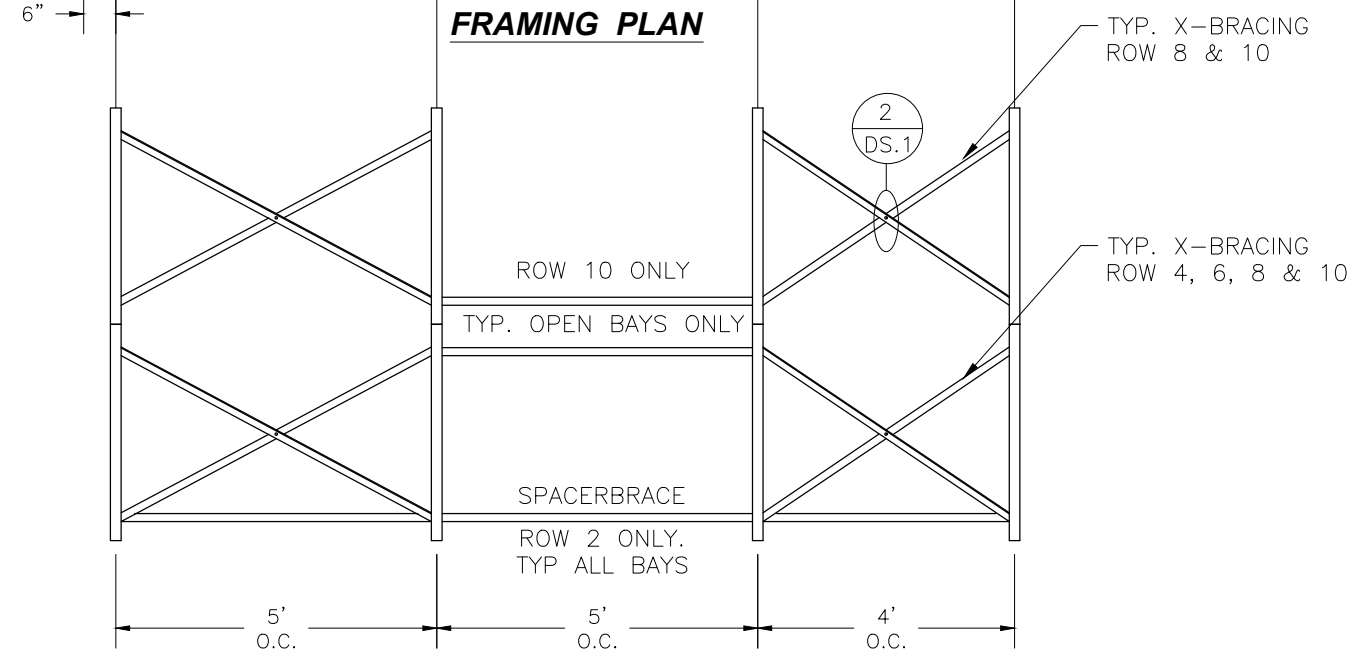 6"
FRAMING PLAN
TYP. X-BRACING
ROW 8 & 10
2
DS.1
TYP. X-BRACING
ROW 4, 6, 8 & 10
ROW 10 ONLY
TYP. OPEN BAYS ONLY
SPACERBRACE
ROW 2 ONLY.
TYP ALL BAYS
5'
O.C.
5'
O.C.
4'
O.C.